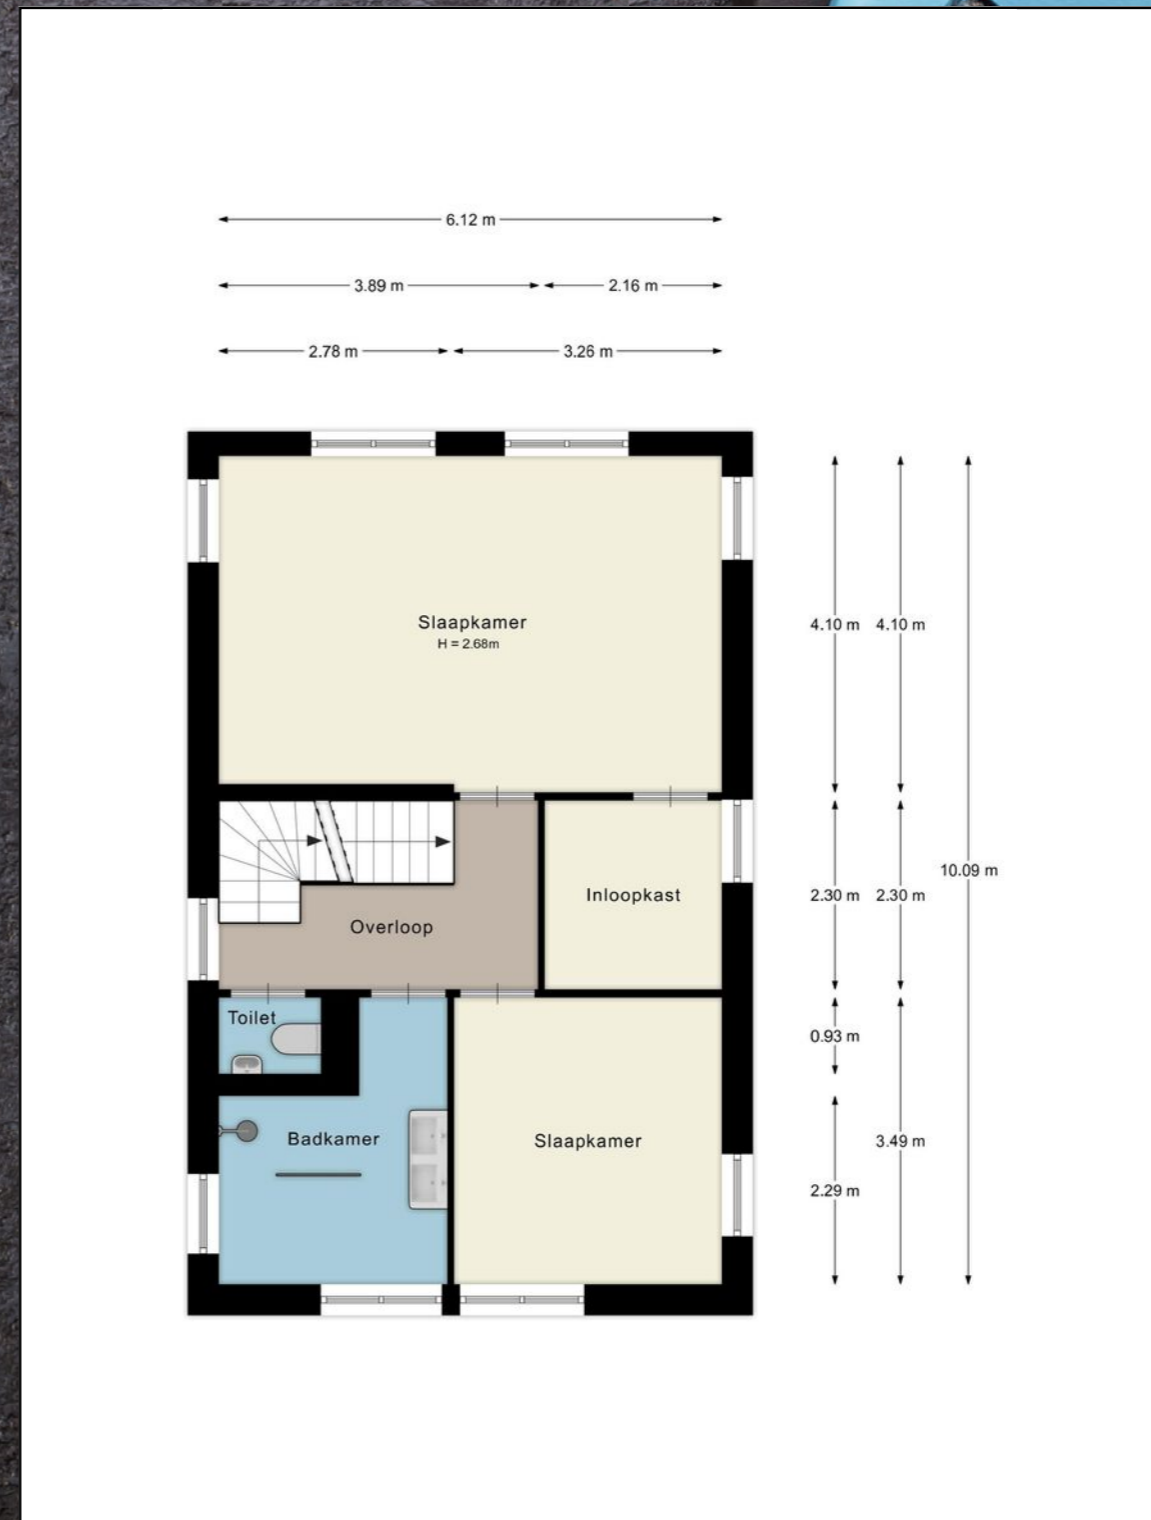 6.12 m
3.89 m
2.16 m
2.78 m
3.26 m
Slaapkamer
H = 2.68m
4.10 m
4.10 m
10.09 m
Inloopkast
2.30 m
2.30 m
Overloop
Toilet
0.93 m
Badkamer
Slaapkamer
3.49 m
2.29 m